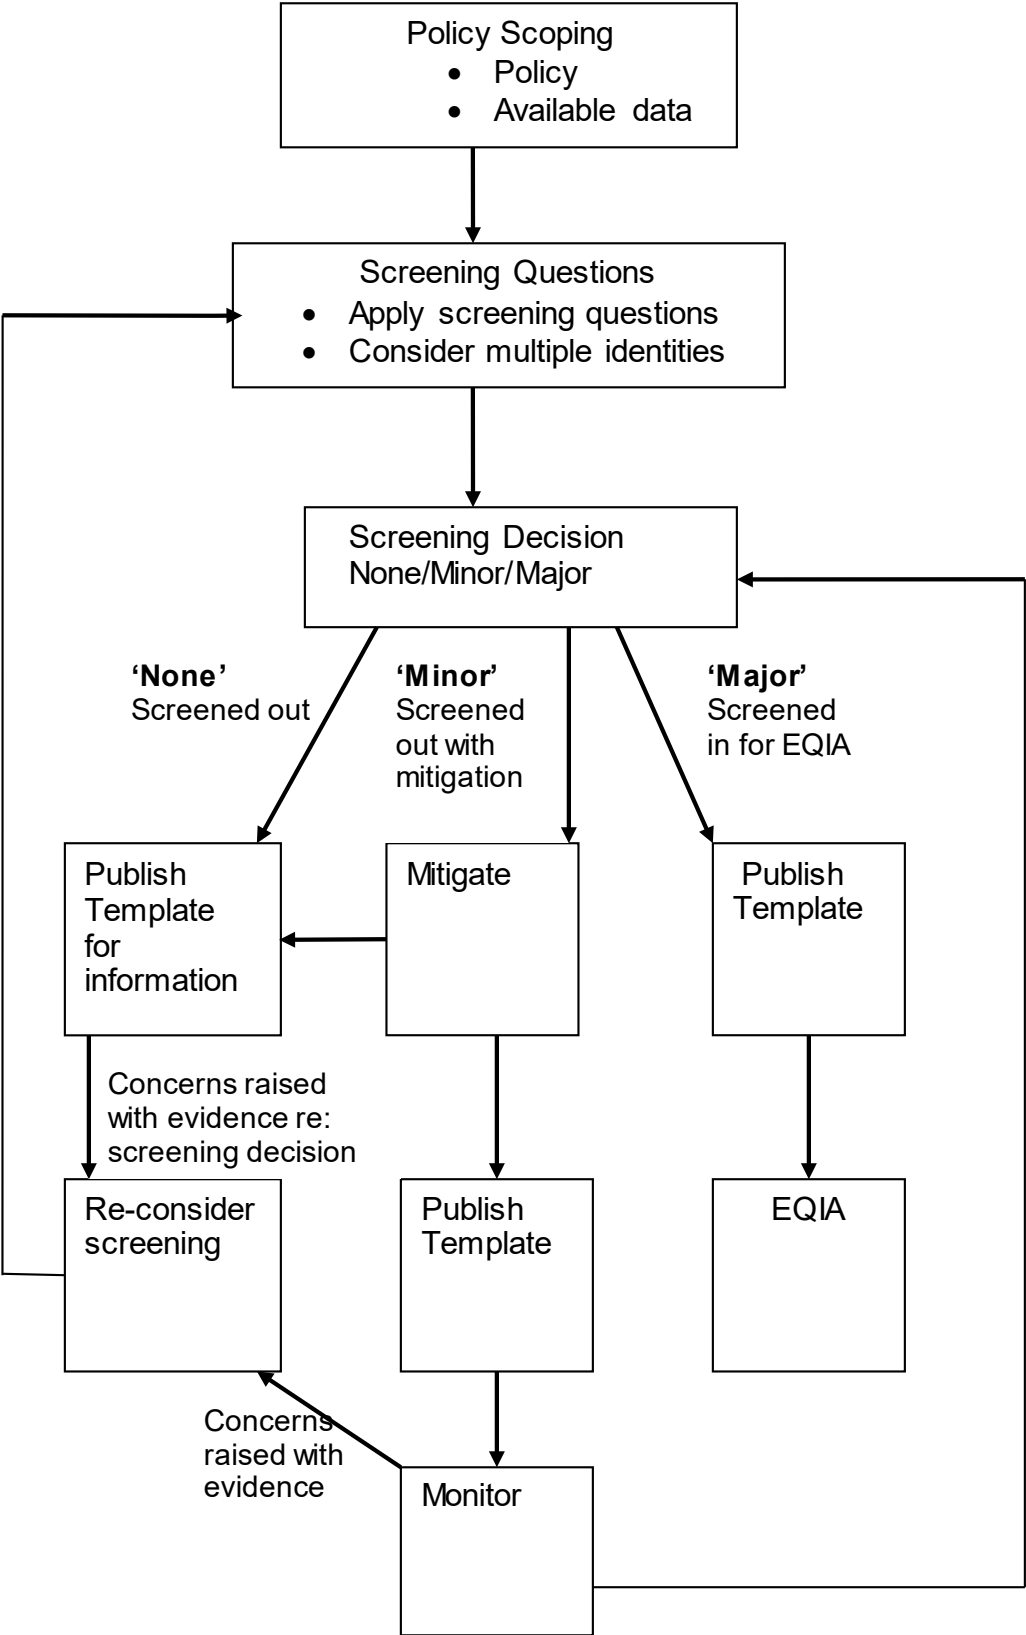 Policy Scoping
• Policy
• Available data
Screening Questions
• Apply screening questions
• Consider multiple identities
Screening Decision
None/Minor/Major
‘None’
Screened out
‘Minor’
Screened
out with
mitigation
‘Major’
Screened
in for EQIA
Publish
Template
for
information
Mitigate
Publish
Template
Concerns raised
with evidence re:
screening decision
Re-consider
screening
Publish
Template
EQIA
Concerns
raised with
evidence
Monitor